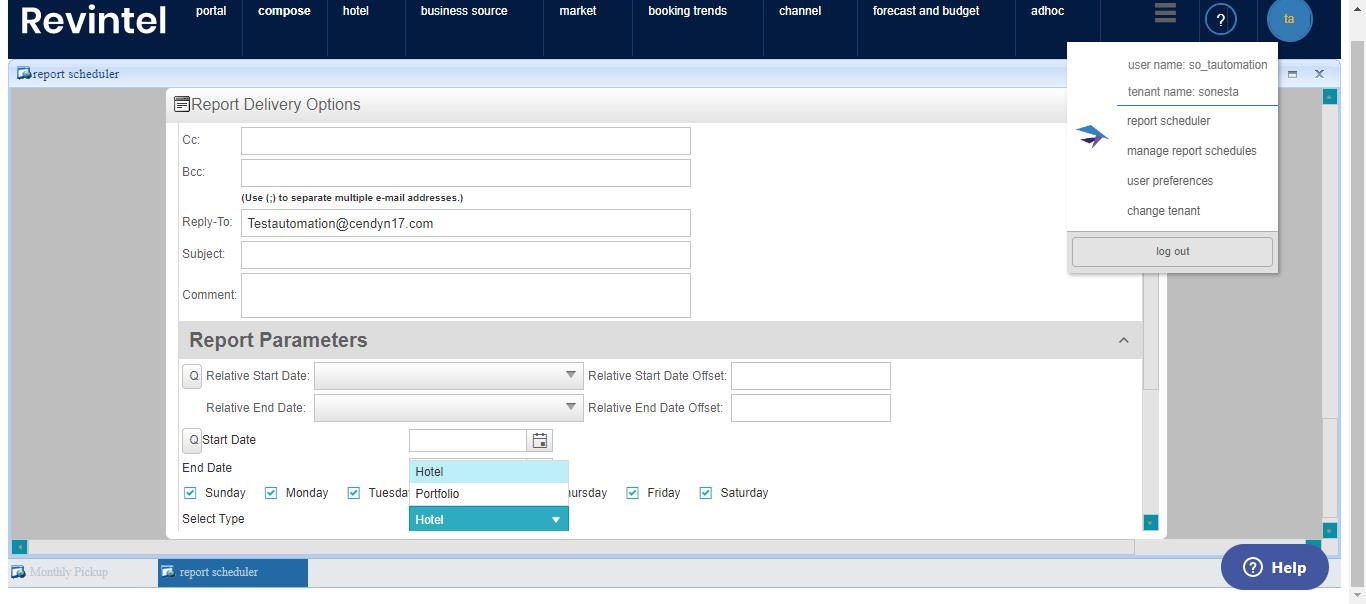 Revintel
portal compose hotel business source market booking trends channel forecast and budget adhoc ? ta
report scheduler
user name: so_tautomation
tenant name: sonesta
report scheduler
manage report schedules
user preferences
change tenant
log out
Report Delivery Options
Cc:
Bcc:
(Use (;) to separate multiple e-mail addresses.)
Reply-To: Testautomation@cendyn17.com
Subject:
Comment:
Report Parameters
Q Relative Start Date: Relative Start Date Offset:
Relative End Date: Relative End Date Offset:
Q Start Date
End Date
Hotel
Sunday Monday Tuesda Portfolio ursday Friday Saturday
Select Type Hotel
Monthly Pickup report scheduler
? Help